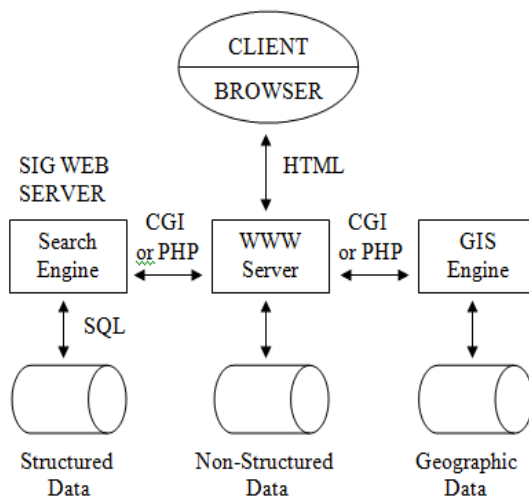 CLIENT
BROWSER
HTML
SIG WEB
SERVER
Search
Engine
CGI
or PHP
WWW
Server
CGI
or PHP
GIS
Engine
SQL
Structured
Data
Non-Structured
Data
Geographic
Data